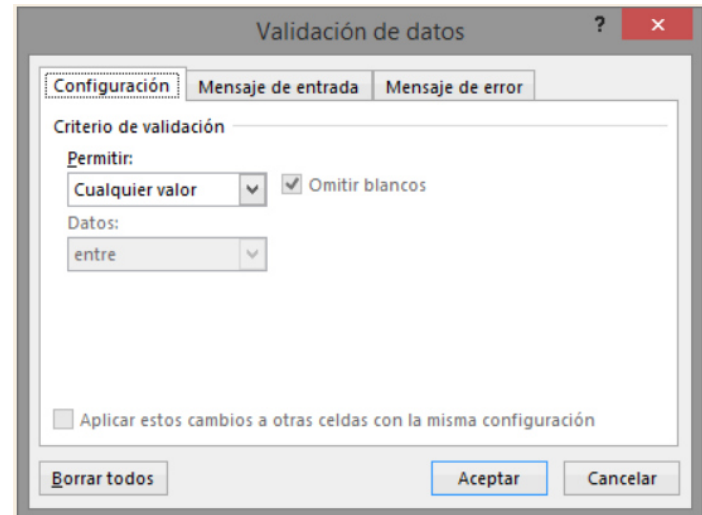 Validación de datos ?
Configuración Mensaje de entrada Mensaje de error
Criterio de validación
Permitir:
Cualquier valor Omitir blancos
Datos:
entre
Aplicar estos cambios a otras celdas con la misma configuración
Borrar todos Aceptar Cancelar